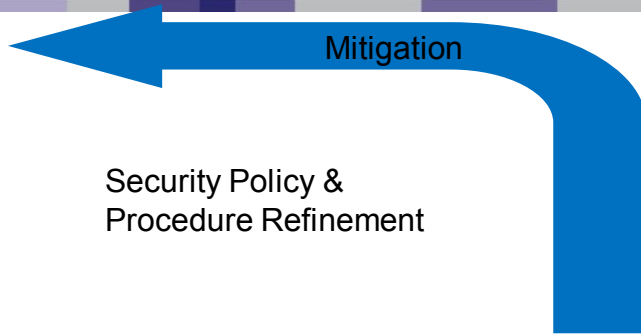 Mitigation
Security Policy &
Procedure Refinement